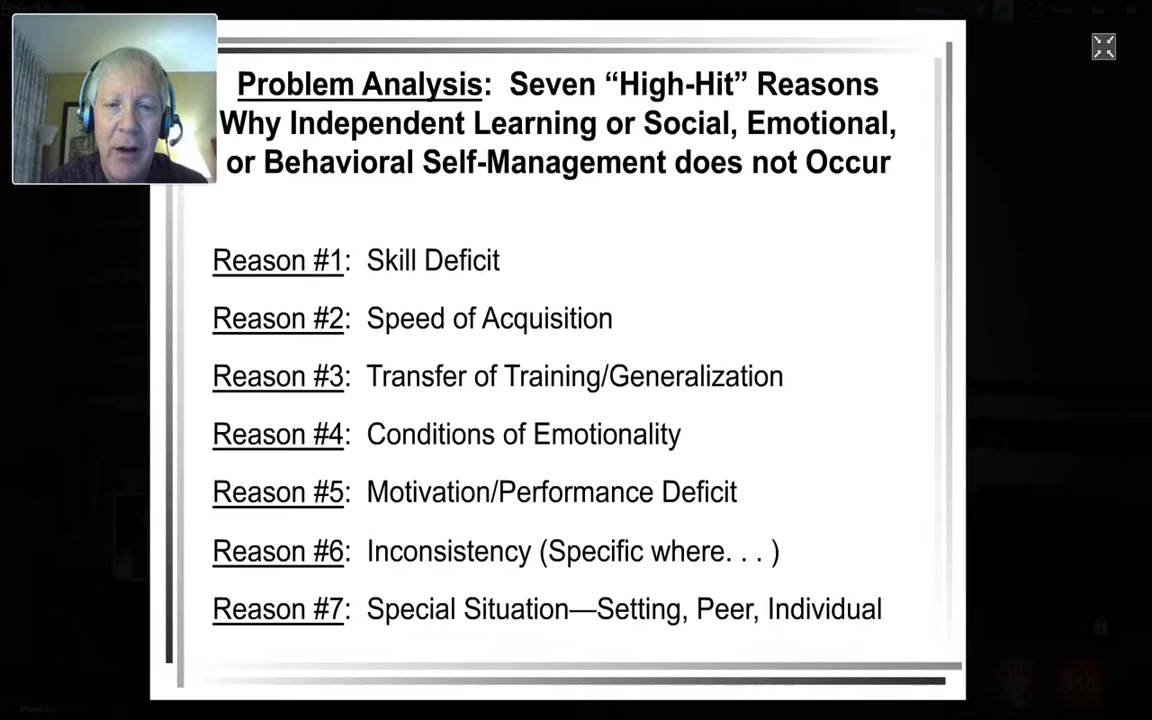 Problem Analysis: Seven “High-Hit” Reasons
Why Independent Learning or Social, Emotional,
or Behavioral Self-Management does not Occur
Reason #1: Skill Deficit
Reason #2: Speed of Acquisition
Reason #3: Transfer of Training/Generalization
Reason #4: Conditions of Emotionality
Reason #5: Motivation/Performance Deficit
Reason #6: Inconsistency (Specific where. . . )
Reason #7: Special Situation—Setting, Peer, Individual